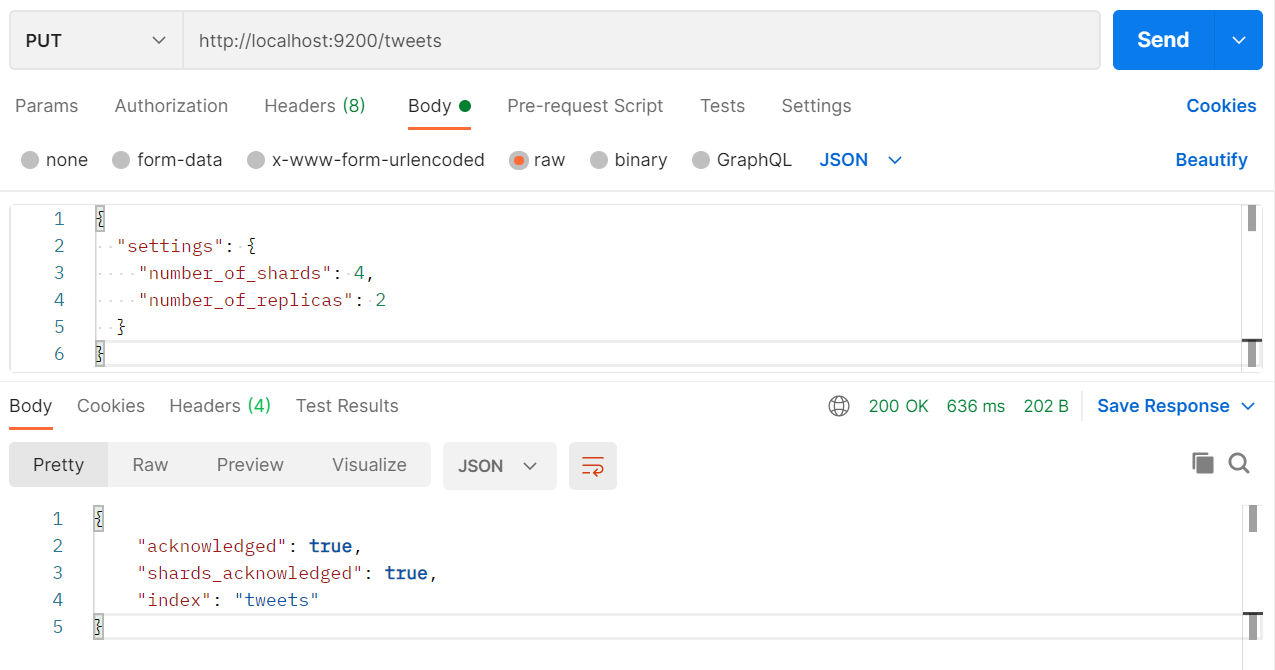 PUT http://localhost:9200/tweets Send
Params Authorization Headers (8) Body Pre-request Script Tests Settings Cookies
none form-data x-www-form-urlencoded raw binary GraphQL JSON Beautify
1 {
2 "settings": {
3 "number_of_shards": 4,
4 "number_of_replicas": 2
5 }
6 }
Body Cookies Headers (4) Test Results 200 OK 636 ms 202 B Save Response
Pretty Raw Preview Visualize JSON
1 {
2 "acknowledged": true,
3 "shards_acknowledged": true,
4 "index": "tweets"
5 }